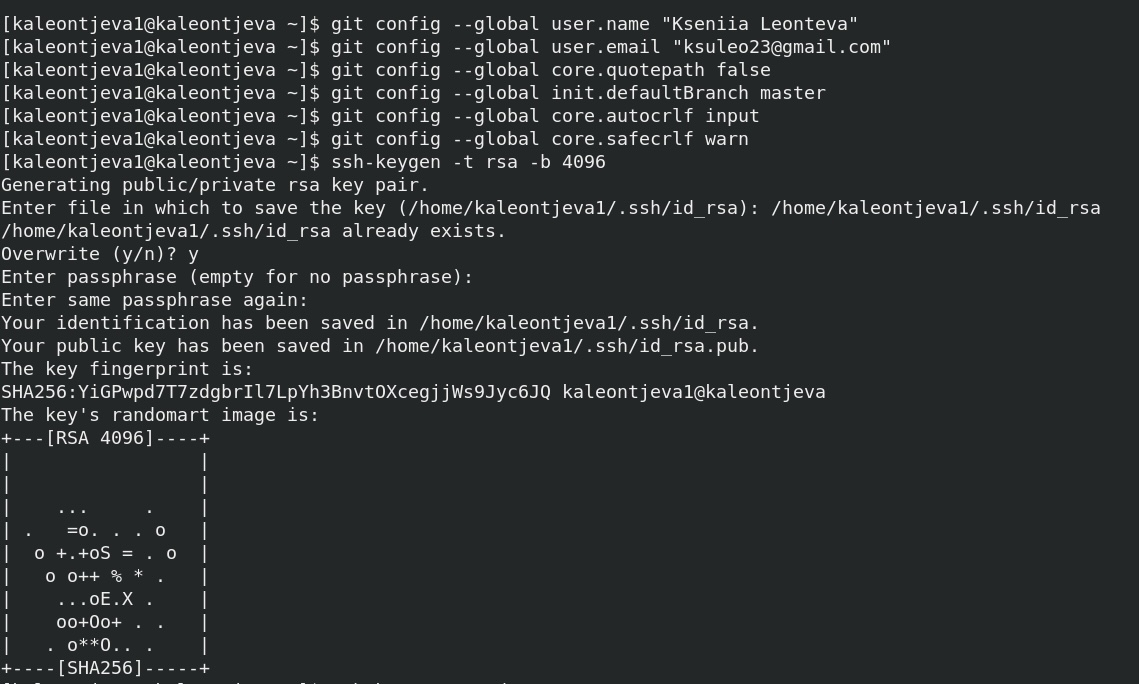 [kaleontjeva1@kaleontjeva ~]$ git config --global user.name "Kseniia Leonteva"
[kaleontjeva1@kaleontjeva ~]$ git config --global user.email "ksuleo23@gmail.com"
[kaleontjeva1@kaleontjeva ~]$ git config --global core.quotepath false
[kaleontjeva1@kaleontjeva ~]$ git config --global init.defaultBranch master
[kaleontjeva1@kaleontjeva ~]$ git config --global core.autocrlf input
[kaleontjeva1@kaleontjeva ~]$ git config --global core.safecrlf warn
[kaleontjeva1@kaleontjeva ~]$ ssh-keygen -t rsa -b 4096
Generating public/private rsa key pair.
Enter file in which to save the key (/home/kaleontjeva1/.ssh/id_rsa): /home/kaleontjeva1/.ssh/id_rsa
/home/kaleontjeva1/.ssh/id_rsa already exists.
Overwrite (y/n)? y
Enter passphrase (empty for no passphrase):
Enter same passphrase again:
Your identification has been saved in /home/kaleontjeva1/.ssh/id_rsa.
Your public key has been saved in /home/kaleontjeva1/.ssh/id_rsa.pub.
The key fingerprint is:
SHA256:YiGPwpd7T7zdgbrIl7LpYh3BnvtOXcegjjWs9Jyc6JQ kaleontjeva1@kaleontjeva
The key's randomart image is:
+---[RSA 4096]----+
|                 |
|                 |
|    ...     .    |
| .   =o. . . o   |
|  o +.+oS = . o  |
|   o o++ % * .   |
|    ...oE.X .    |
|    oo+Oo+ . .   |
|   . o**O.. .    |
+----[SHA256]-----+